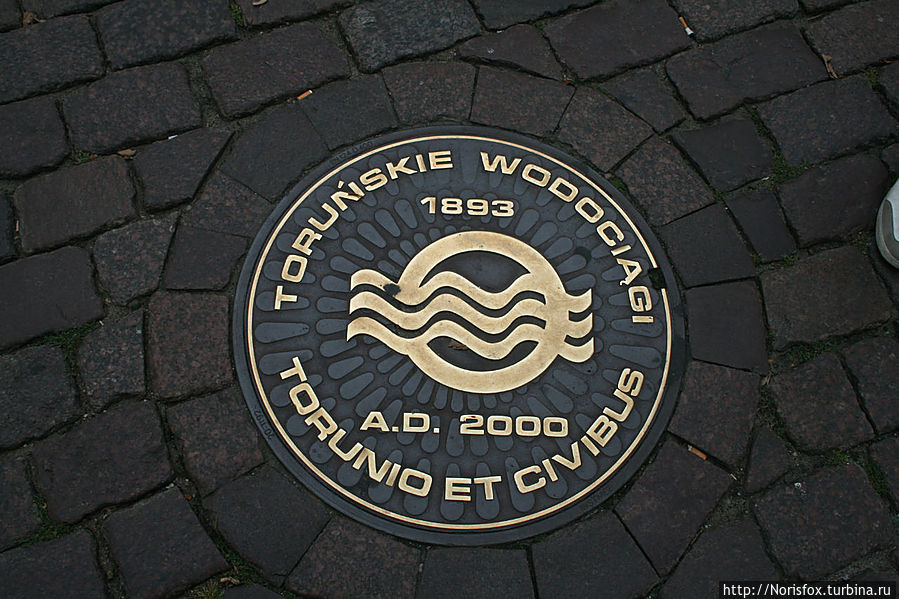 TORUŃSKIE WODOCIĄGI
1893
A.D. 2000
TORUNIO ET CIVIBUS
http://Norisfox.turbina.ru